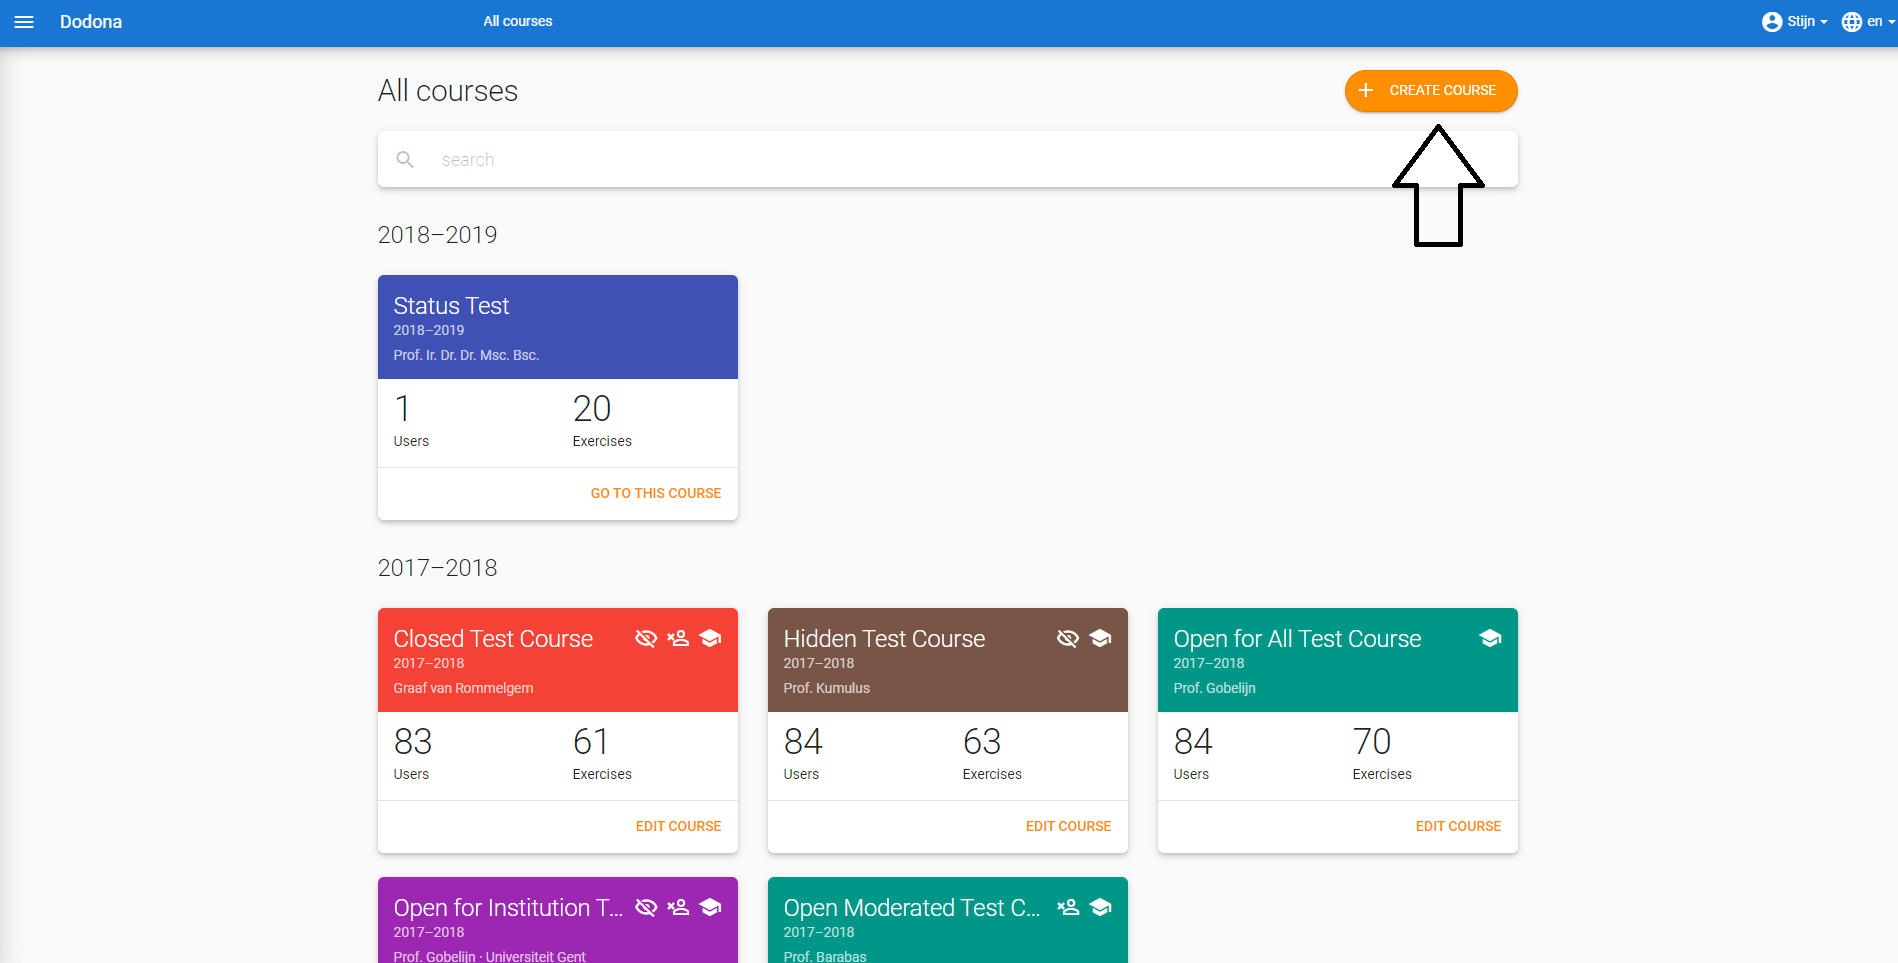 Dodona
All courses
Stijn
en
All courses
CREATE COURSE
search
2018–2019
Status Test
2018–2019
Prof. Ir. Dr. Dr. Msc. Bsc.
1
20
Users
Exercises
GO TO THIS COURSE
2017–2018
Closed Test Course
2017–2018
Graaf van Rommelgem
83
61
Users
Exercises
EDIT COURSE
Hidden Test Course
2017–2018
Prof. Kumulus
84
63
Users
Exercises
EDIT COURSE
Open for All Test Course
2017–2018
Prof. Gobelijn
84
70
Users
Exercises
EDIT COURSE
Open for Institution T...
2017–2018
Prof. Gobelijn · Universiteit Gent
Open Moderated Test C...
2017–2018
Prof. Barabas